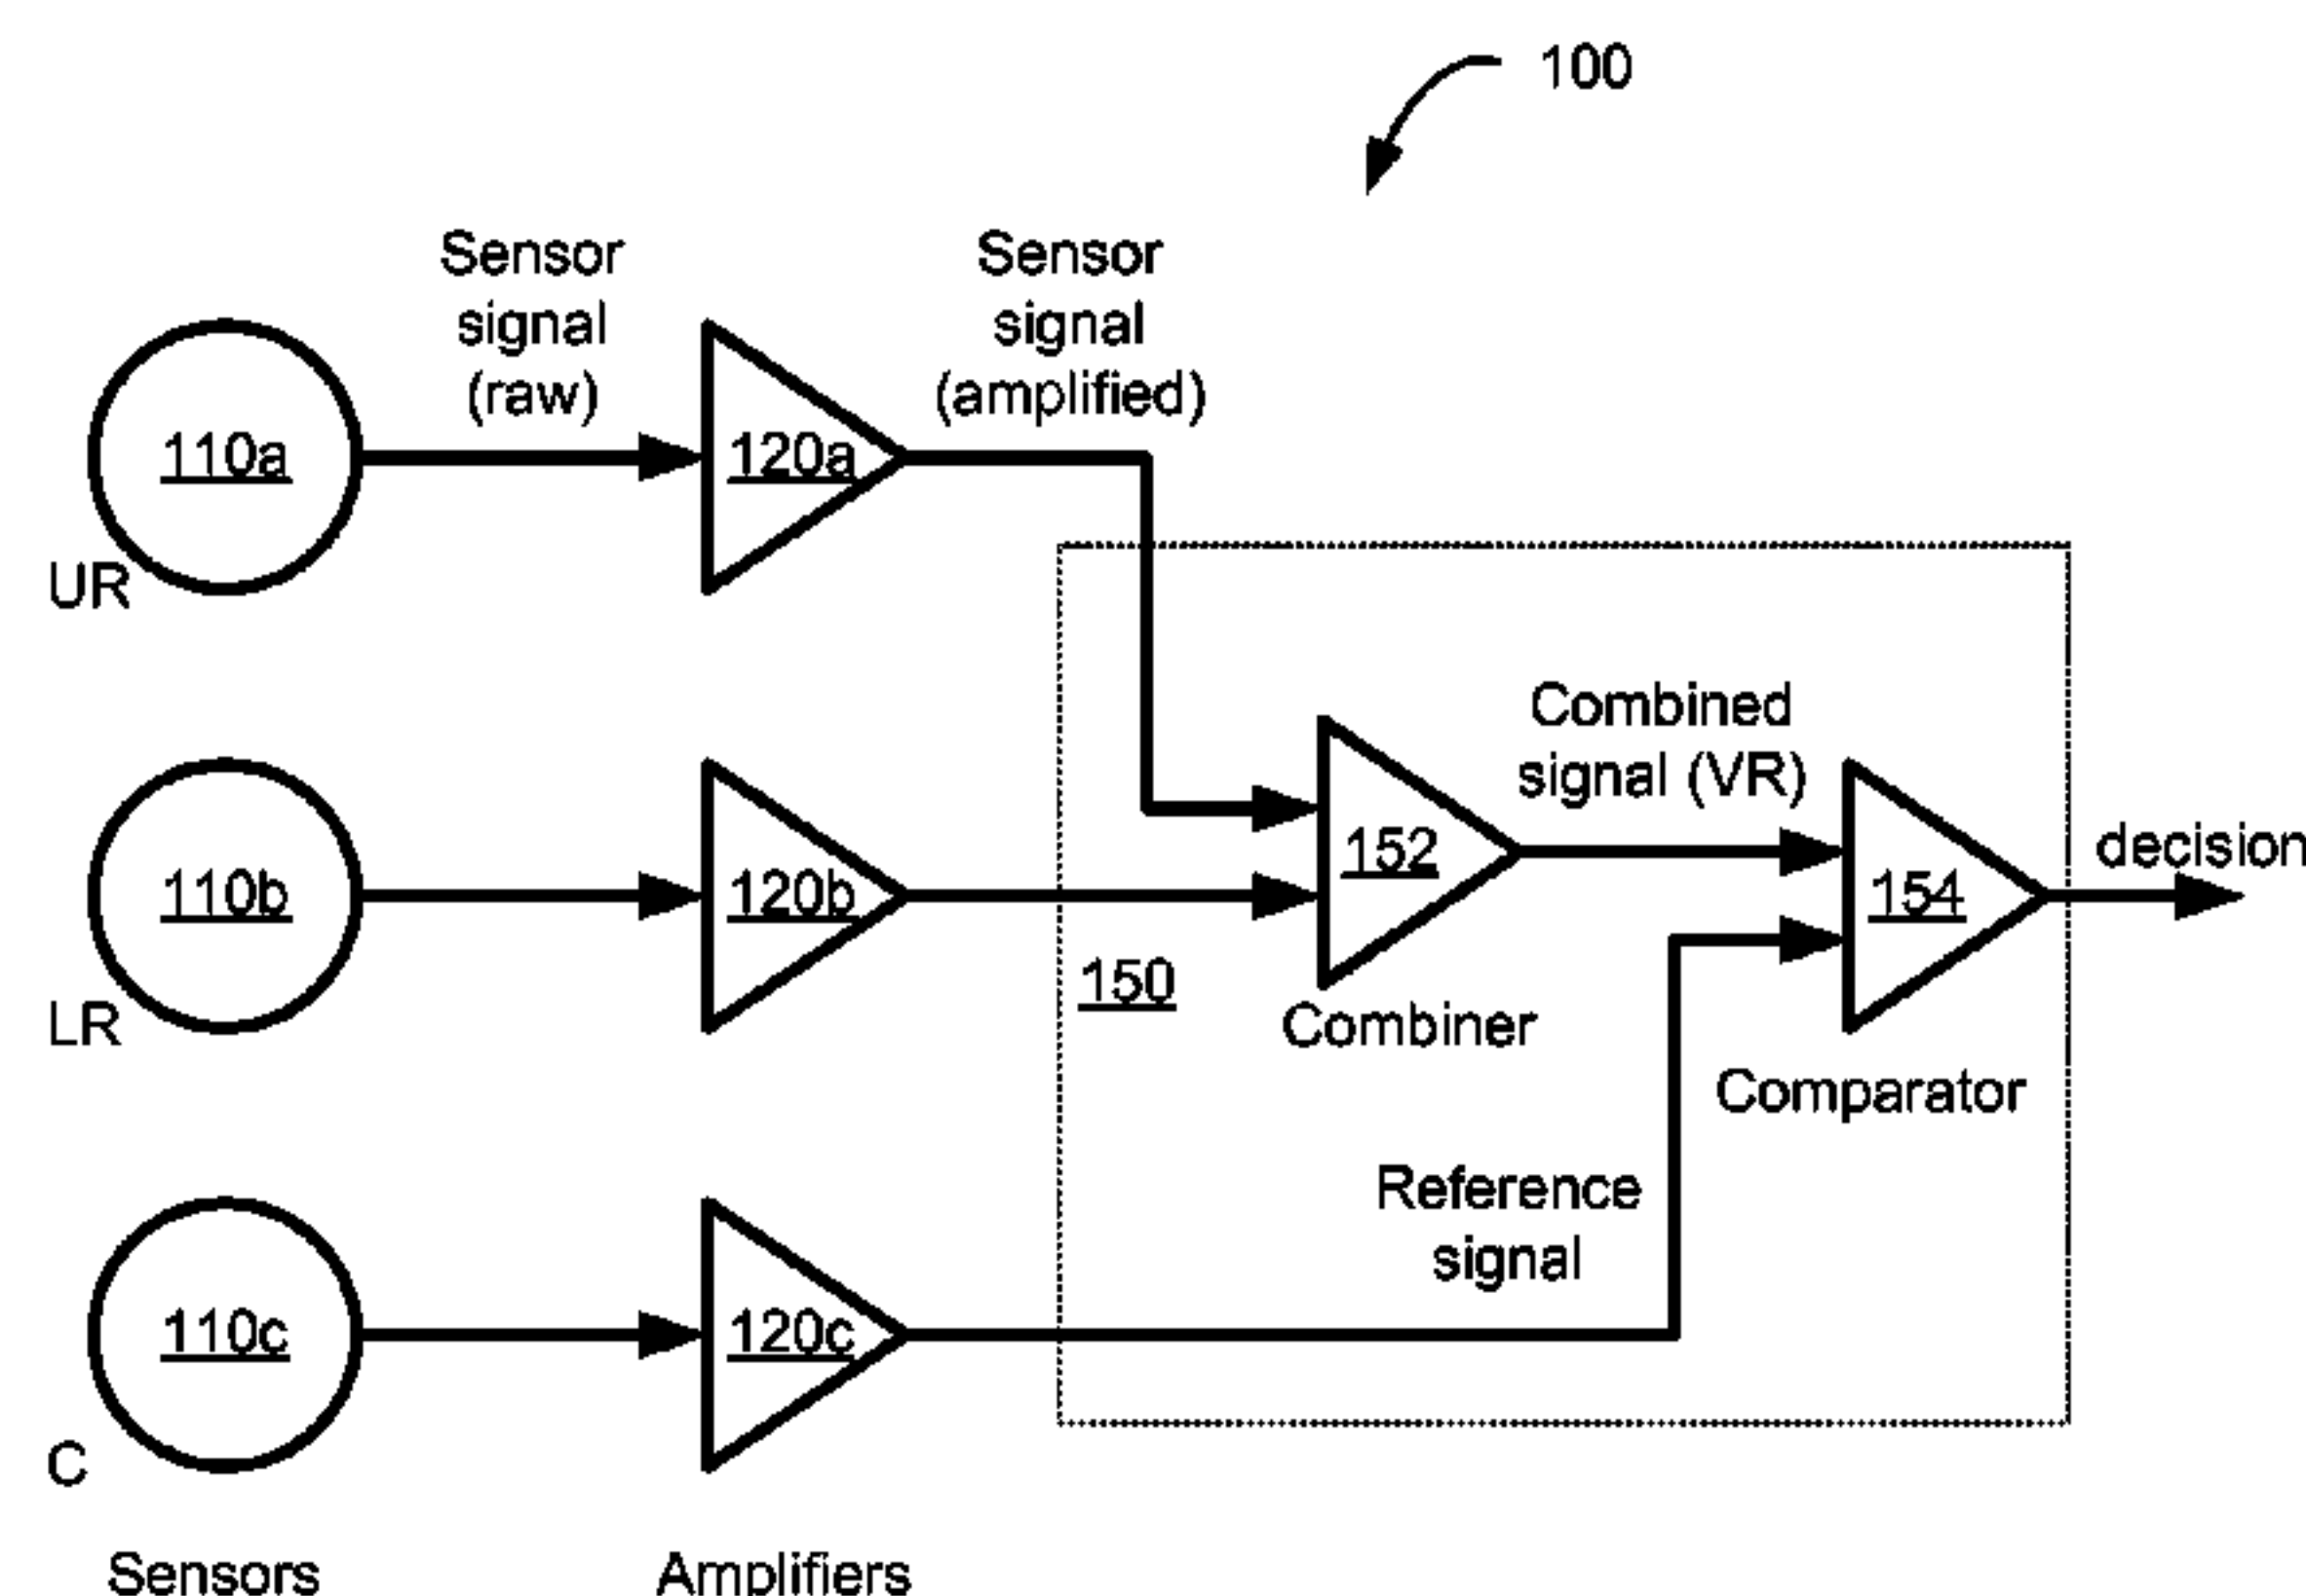 100
Sensor
signal
(raw)
Sensor
signal
(amplified)
110a
120a
UR
Combined
signal (VR)
110b
120b
152
154
decision
LR
150
Combiner
Comparator
Reference
signal
110c
120c
C
Sensors
Amplifiers